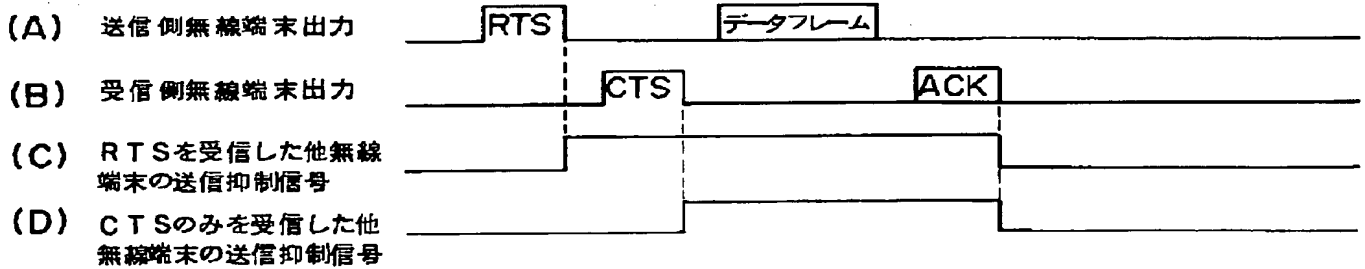 (A) 送信側無線端末出力 RTS データフレーム
(B) 受信側無線端末出力 CTS ACK
(C) RTSを受信した他無線
端末の送信抑制信号
(D) CTSのみを受信した他
無線端末の送信抑制信号